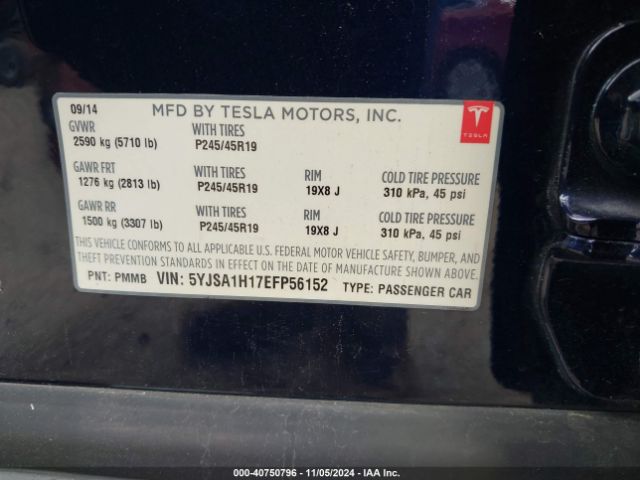 09/14 MFD BY TESLA MOTORS, INC.
GVWR WITH TIRES
2590 kg (5710 lb) P245/45R19
TESLA
GAWR FRT WITH TIRES RIM COLD TIRE PRESSURE
1276 kg (2813 lb) P245/45R19 19X8 J 310 kPa, 45 psi
GAWR RR WITH TIRES RIM COLD TIRE PRESSURE
1500 kg (3307 lb) P245/45R19 19X8 J 310 kPa, 45 psi
THIS VEHICLE CONFORMS TO ALL APPLICABLE U.S. FEDERAL MOTOR VEHICLE SAFETY, BUMPER, AND
THEFT PREVENTION STANDARDS IN EFFECT ON THE DATE OF MANUFACTURE SHOWN ABOVE.
PNT: PMMB VIN: 5YJSA1H17EFP56152 TYPE: PASSENGER CAR
000-40750796 - 11/05/2024 - IAAI.COM